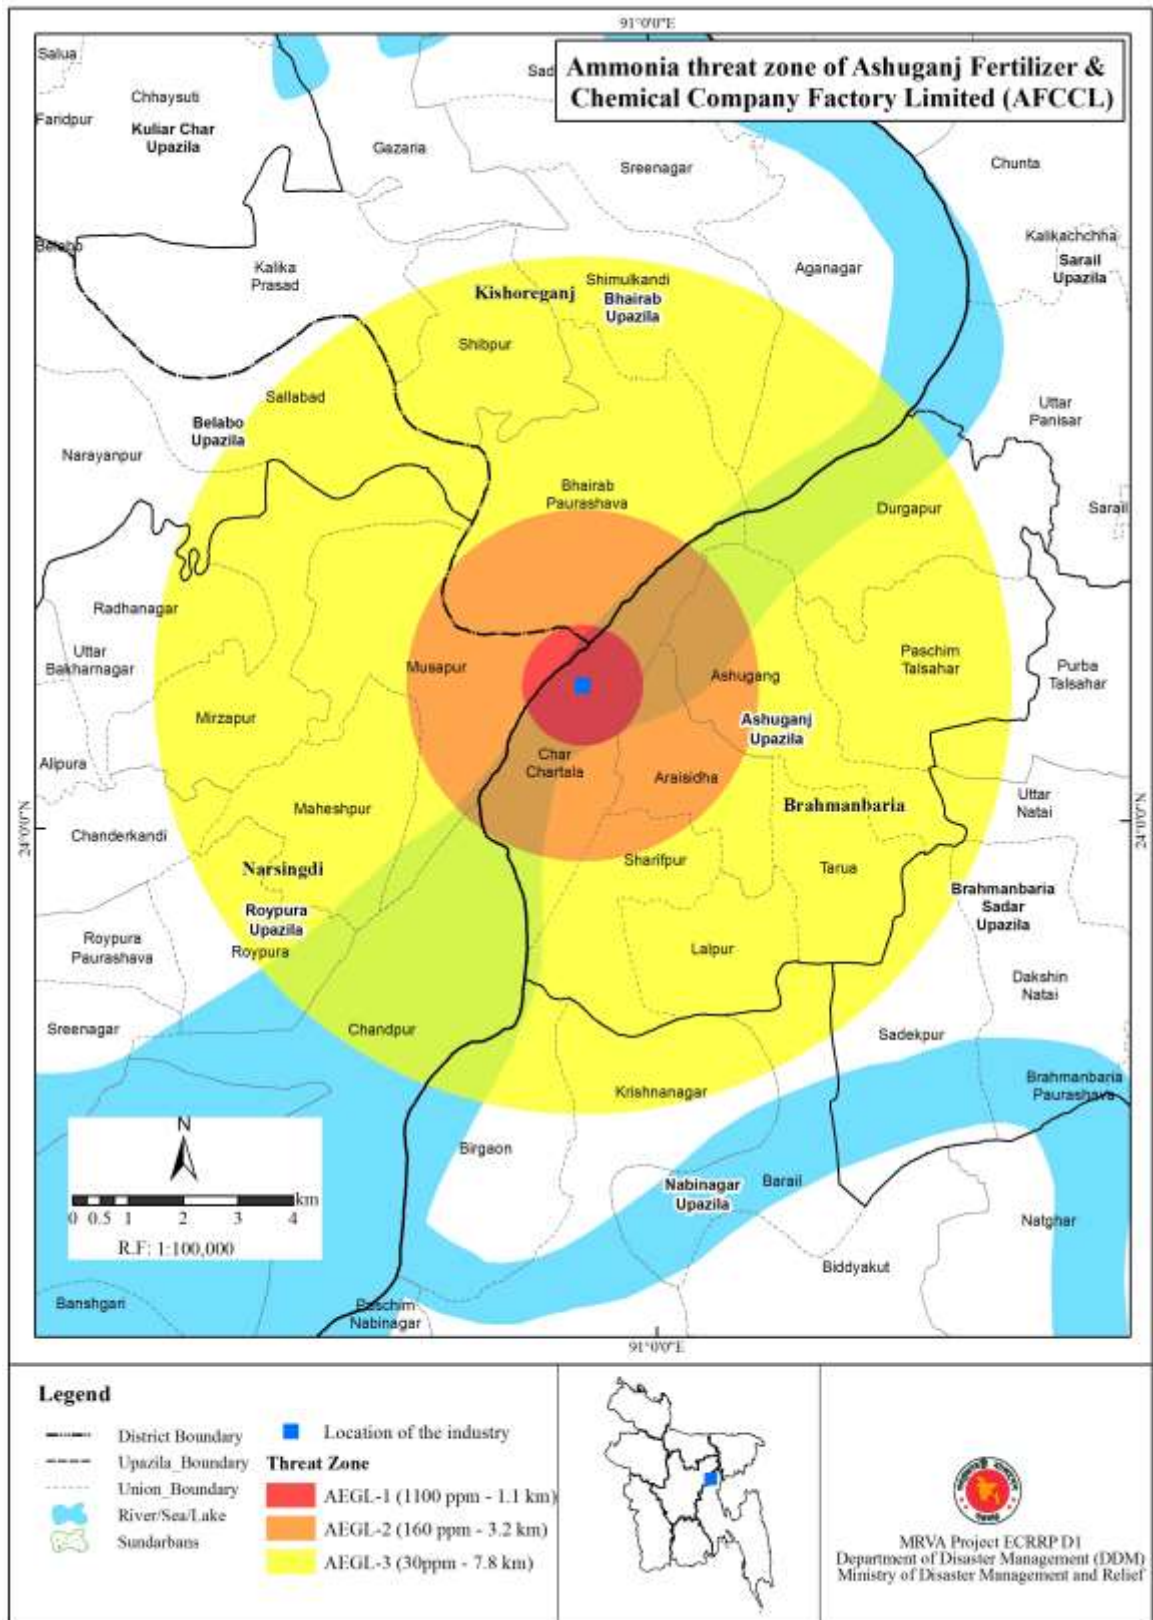 91°0'0"E
Ammonia threat zone of Ashuganj Fertilizer &
Chemical Company Factory Limited (AFCCL)
Salua
Sad
Chhaysuti
Faridpur
Kuliar Char
Upazila
Gazaria
Sreenagar
Chunta
Kalikachchha
Sarail
Upazila
Belabo
Kalika
Prasad
Aganagar
Kishoreganj
Shimulkandi
Bhairab
Upazila
Shibpur
Sallabad
Belabo
Upazila
Uttar
Panisar
Narayanpur
Bhairab
Paurashava
Durgapur
Sarail
Radhanagar
Uttar
Bakharnagar
Musapur
Ashugang
Paschim
Talsahar
Purba
Talsahar
Mirzapur
Ashuganj
Upazila
Alipura
Char
Chartala
Araisidha
Maheshpur
Brahmanbaria
Uttar
Natai
24°0'0"N
24°0'0"N
Chanderkandi
Narsingdi
Sharifpur
Tarua
Brahmanbaria
Sadar
Upazila
Roypura
Upazila
Roypura
Paurashava
Roypura
Lalpur
Dakshin
Natai
Sreenagar
Chandpur
Sadekpur
Krishnanagar
Brahmanbaria
Paurashava
N
Birgaon
Nabinagar
Upazila
Barail
km
0 0.5 1 2 3 4
R.F: 1:100,000
Natghar
Biddyakut
Banshgari
Paschim
Nabinagar
91°0'0"E
Legend
District Boundary
Upazila_Boundary
Union_Boundary
River/Sea/Lake
Sundarbans
Location of the industry
Threat Zone
AEGL-1 (1100 ppm - 1.1 km)
AEGL-2 (160 ppm - 3.2 km)
AEGL-3 (30ppm - 7.8 km)
MRVA Project ECRRP D1
Department of Disaster Management (DDM)
Ministry of Disaster Management and Relief